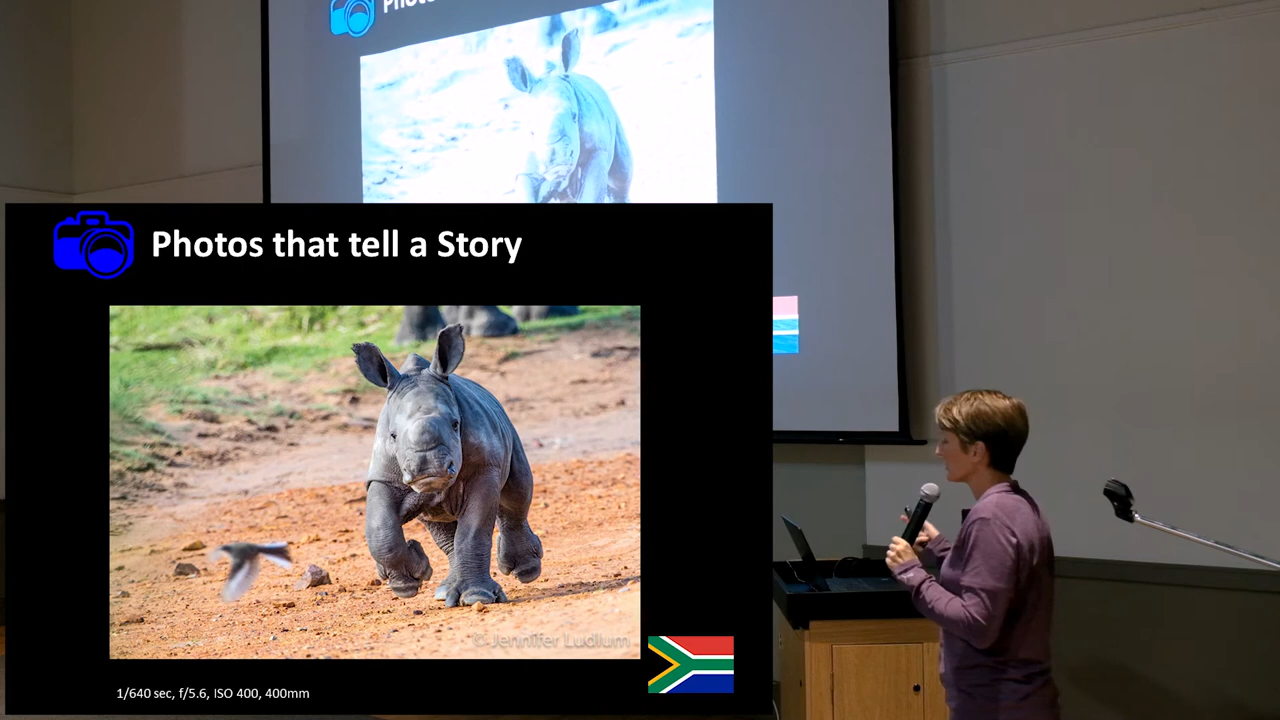 Photos that tell a Story
© Jennifer Ludlum
1/640 sec, f/5.6, ISO 400, 400mm